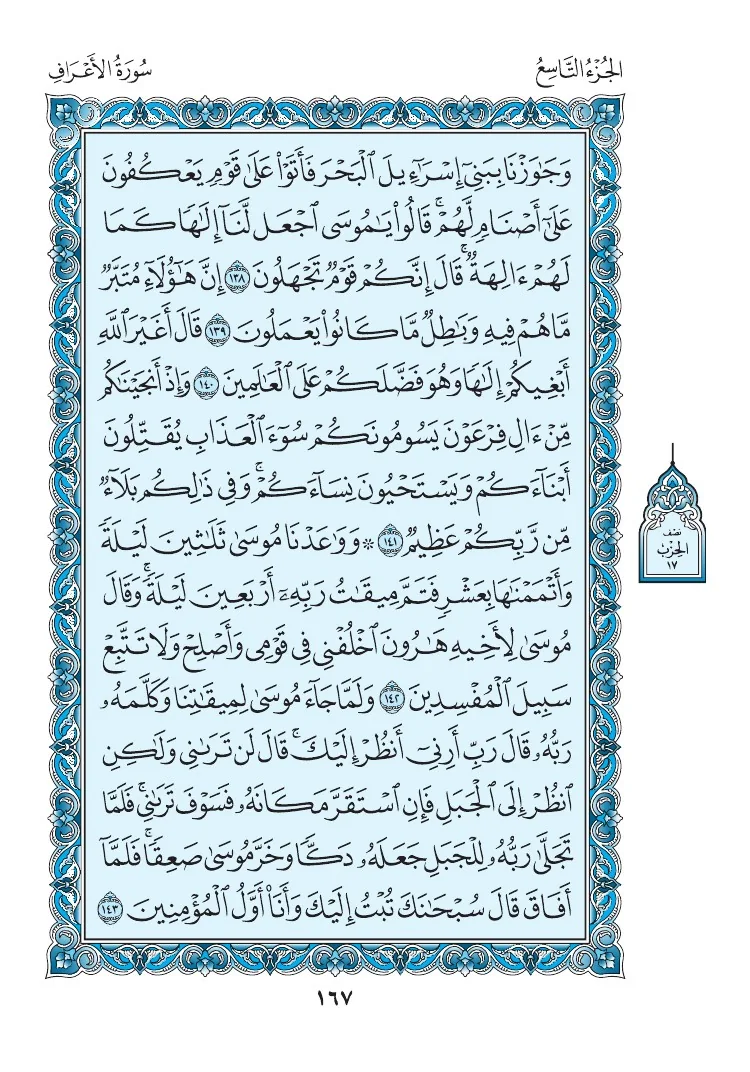 الجُزْءُ التَّاسِعُ
سُورَةُ الأَعْرَافِ
وَجَٰوَزْنَا بِبَنِىٓ إِسْرَٰٓءِيلَ ٱلْبَحْرَ فَأَتَوْا۟ عَلَىٰ قَوْمٍ يَعْكُفُونَ
عَلَىٰٓ أَصْنَامٍ لَّهُمْ ۚ قَالُوا۟ يَٰمُوسَى ٱجْعَل لَّنَآ إِلَٰهًا كَمَا
لَهُمْ ءَالِهَةٌ ۚ قَالَ إِنَّكُمْ قَوْمٌ تَجْهَلُونَ ١٣٨ إِنَّ هَٰٓؤُلَآءِ مُتَبَّرٌ
مَّا هُمْ فِيهِ وَبَٰطِلٌ مَّا كَانُوا۟ يَعْمَلُونَ ١٣٩ قَالَ أَغَيْرَ ٱللَّهِ
أَبْغِيكُمْ إِلَٰهًا وَهُوَ فَضَّلَكُمْ عَلَى ٱلْعَٰلَمِينَ ١٤٠ وَإِذْ أَنجَيْنَٰكُم
مِّنْ ءَالِ فِرْعَوْنَ يَسُومُونَكُمْ سُوٓءَ ٱلْعَذَابِ يُقَتِّلُونَ
أَبْنَآءَكُمْ وَيَسْتَحْيُونَ نِسَآءَكُمْ ۚ وَفِى ذَٰلِكُم بَلَآءٌ
مِّن رَّبِّكُمْ عَظِيمٌ ١٤١ ۞ وَوَٰعَدْنَا مُوسَىٰ ثَلَٰثِينَ لَيْلَةً
وَأَتْمَمْنَٰهَا بِعَشْرٍ فَتَمَّ مِيقَٰتُ رَبِّهِۦٓ أَرْبَعِينَ لَيْلَةً ۚ وَقَالَ
مُوسَىٰ لِأَخِيهِ هَٰرُونَ ٱخْلُفْنِى فِى قَوْمِى وَأَصْلِحْ وَلَا تَتَّبِعْ
سَبِيلَ ٱلْمُفْسِدِينَ ١٤٢ وَلَمَّا جَآءَ مُوسَىٰ لِمِيقَٰتِنَا وَكَلَّمَهُۥ
رَبُّهُۥ قَالَ رَبِّ أَرِنِىٓ أَنظُرْ إِلَيْكَ ۚ قَالَ لَن تَرَىٰنِى وَلَٰكِنِ
ٱنظُرْ إِلَى ٱلْجَبَلِ فَإِنِ ٱسْتَقَرَّ مَكَانَهُۥ فَسَوْفَ تَرَىٰنِى ۚ فَلَمَّا
تَجَلَّىٰ رَبُّهُۥ لِلْجَبَلِ جَعَلَهُۥ دَكًّا وَخَرَّ مُوسَىٰ صَعِقًا ۚ فَلَمَّآ
أَفَاقَ قَالَ سُبْحَٰنَكَ تُبْتُ إِلَيْكَ وَأَنَا۠ أَوَّلُ ٱلْمُؤْمِنِينَ ١٤٣
نصف
الحزب
١٧
١٦٧